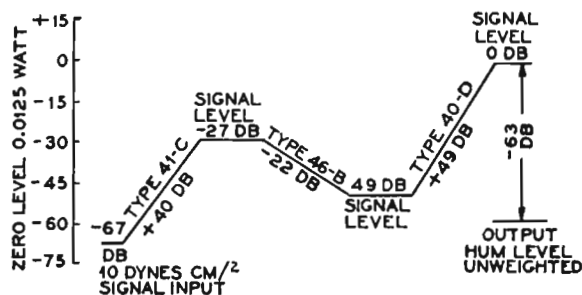 ZERO LEVEL 0.0125 WATT
+15
0
-15
-30
-45
-60
-75
-67
DB
10 DYNES CM/2
SIGNAL INPUT
TYPE 41-C
+40 DB
SIGNAL
LEVEL
-27 DB
TYPE 46-B
-22 DB
49 DB
SIGNAL
LEVEL
TYPE 40-D
+49 DB
SIGNAL
LEVEL
0 DB
-63
DB
OUTPUT
HUM LEVEL
UNWEIGHTED